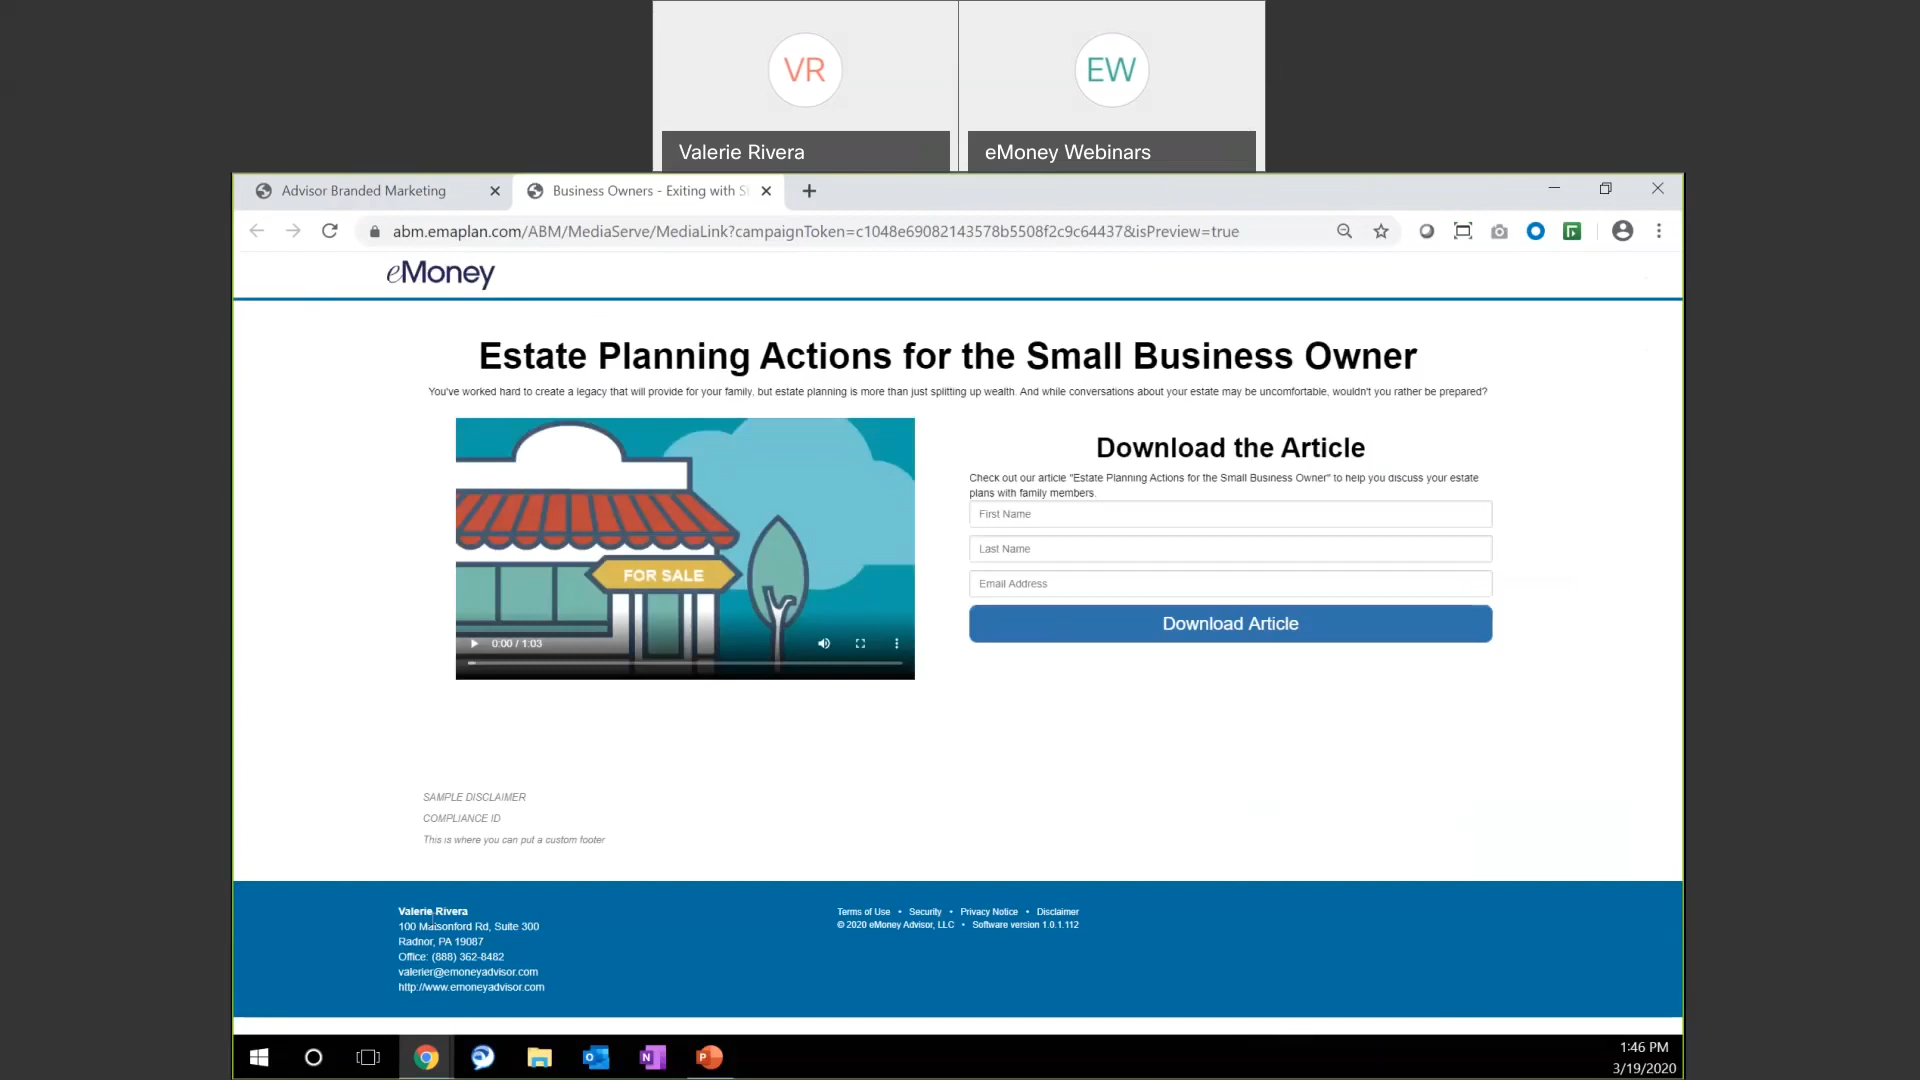 VR
EW
Valerie Rivera
eMoney Webinars
Advisor Branded Marketing
Business Owners - Exiting with
abm.emaplan.com/ABM/MediaServe/MediaLink?campaignToken=c1048e69082143578b5508f2c9c64437&isPreview=true
eMoney
Estate Planning Actions for the Small Business Owner
You've worked hard to create a legacy that will provide for your family, but estate planning is more than just splitting up wealth. And while conversations about your estate may be uncomfortable, wouldn't you rather be prepared?
FOR SALE
0:00 / 1:03
Download the Article
Check out our article "Estate Planning Actions for the Small Business Owner" to help you discuss your estate
plans with family members.
First Name
Last Name
Email Address
Download Article
SAMPLE DISCLAIMER
COMPLIANCE ID
This is where you can put a custom footer
Valerie Rivera
100 Matsonford Rd, Suite 300
Radnor, PA 19087
Office: (888) 362-8482
valerier@emoneyadvisor.com
http://www.emoneyadvisor.com
Terms of Use • Security • Privacy Notice • Disclaimer
© 2020 eMoney Advisor, LLC • Software version 1.0.1.112
1:46 PM
3/19/2020